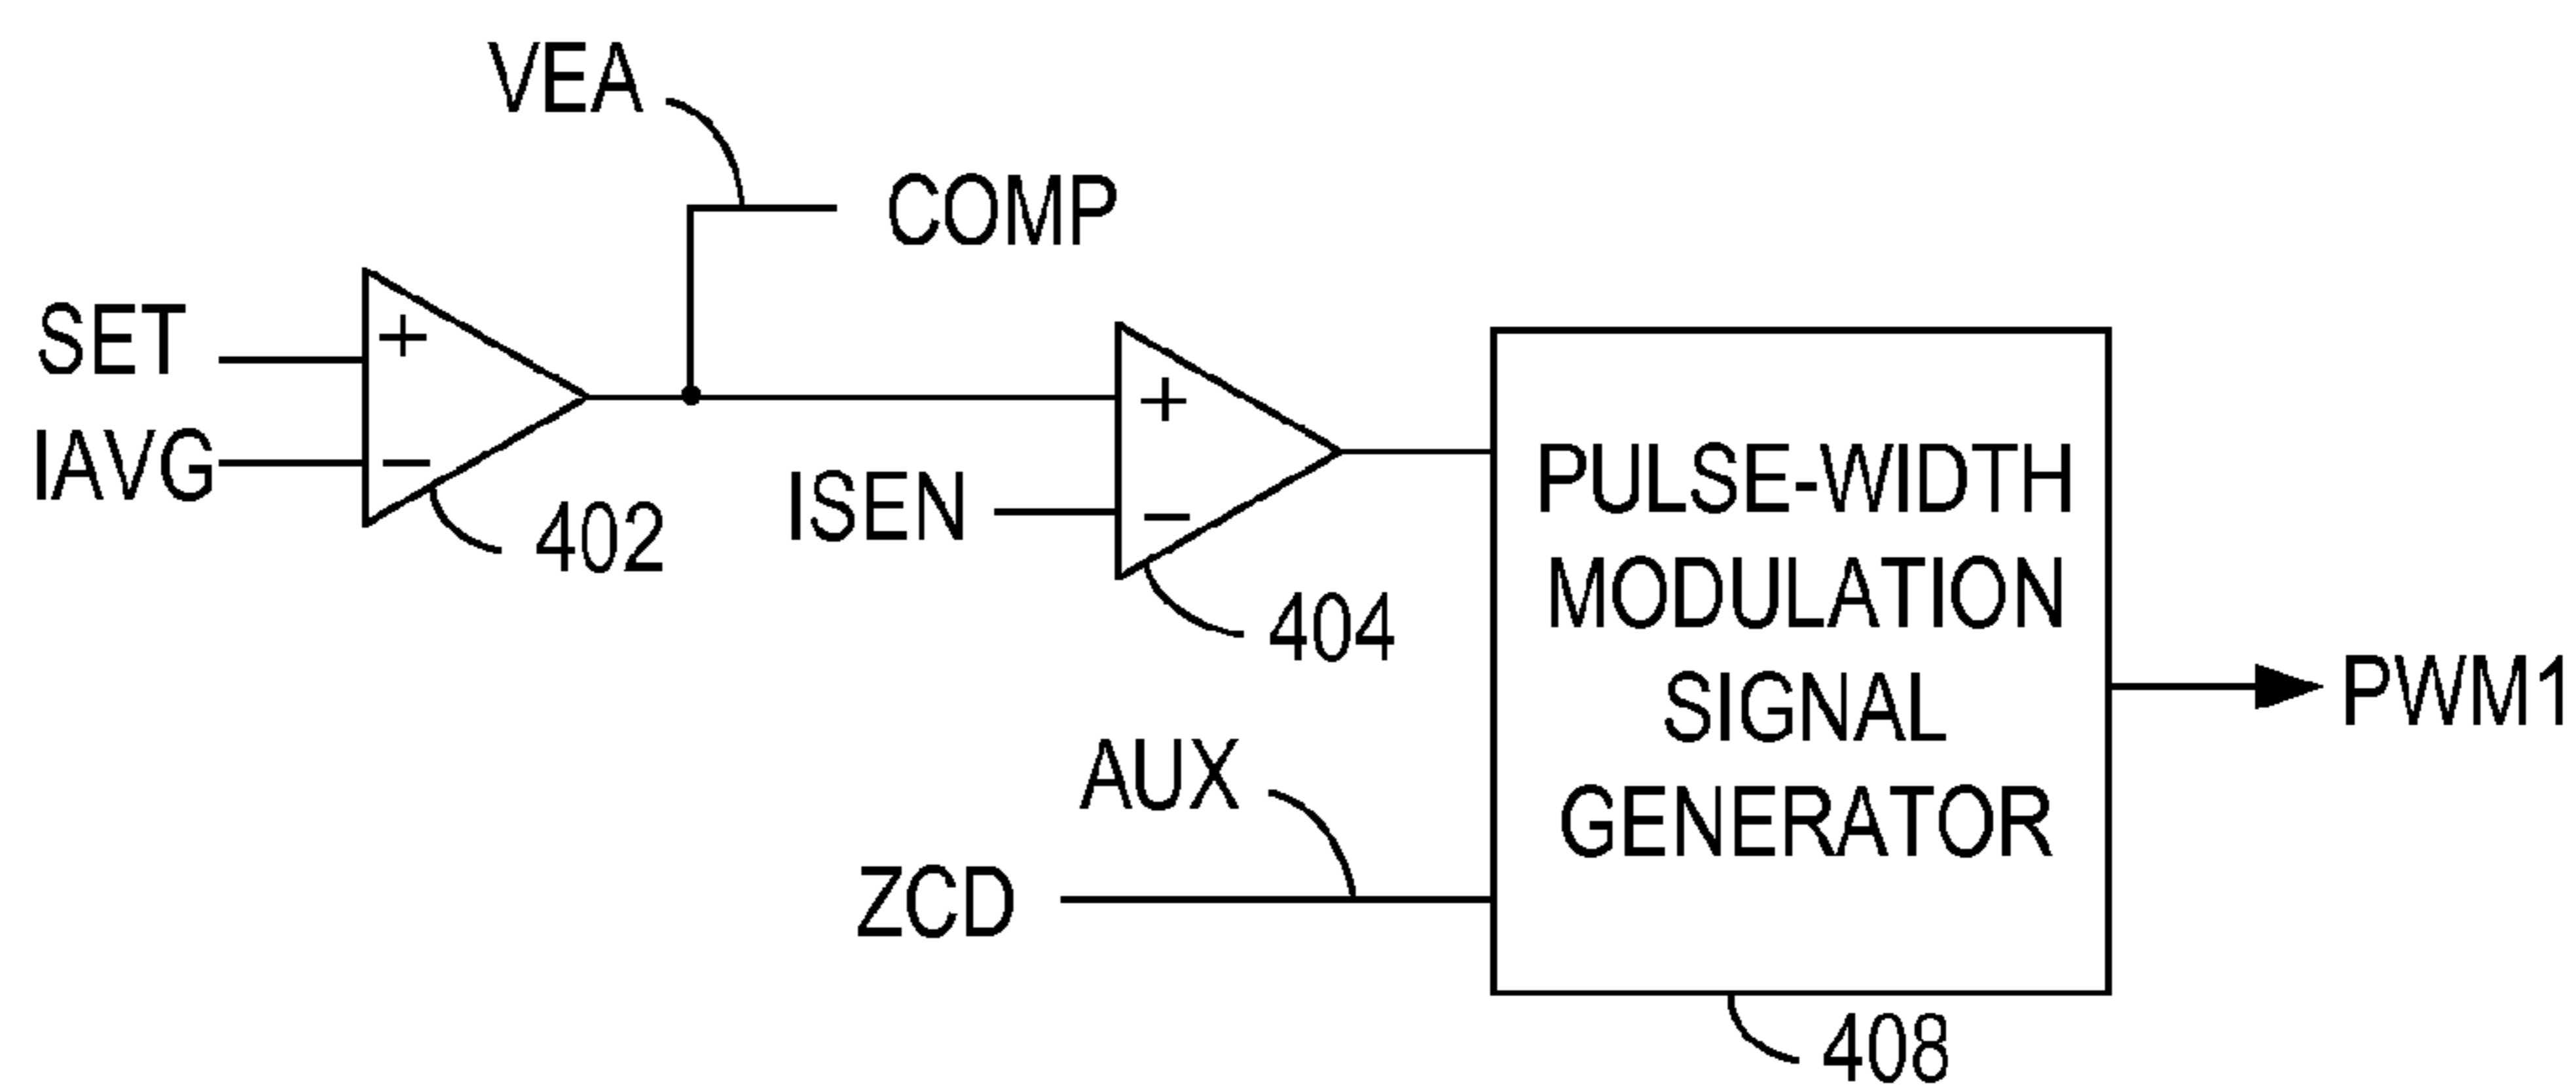 VEA
COMP
SET
+
IAVG
−
402
+
ISEN
−
404
PULSE-WIDTH
MODULATION
SIGNAL
GENERATOR
PWM1
AUX
ZCD
408